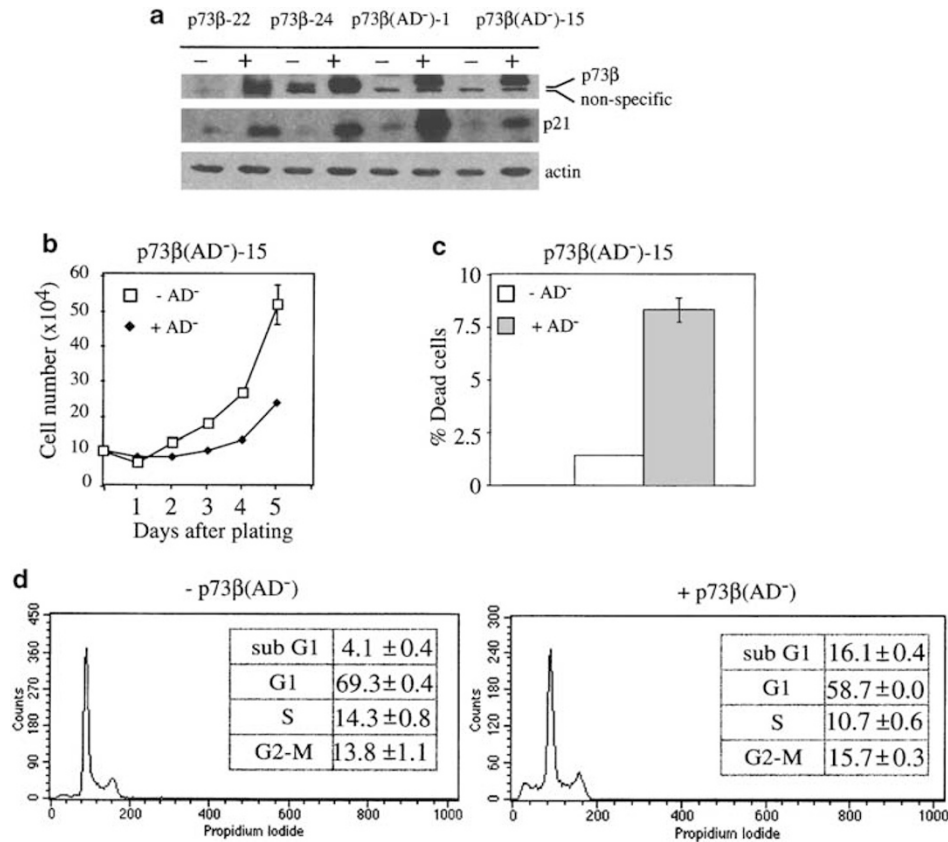 a
p73β-22 p73β-24 p73β(AD⁻)-1 p73β(AD⁻)-15
− + − + − + − +
p73β
non-specific
p21
actin
b
p73β(AD⁻)-15
Cell number (x10⁴)
60
50
40
30
20
10
0
- AD⁻
+ AD⁻
1 2 3 4 5
Days after plating
c
p73β(AD⁻)-15
% Dead cells
10
7.5
5
2.5
0
- AD⁻
+ AD⁻
d
- p73β(AD⁻)
Counts
450
360
270
180
90
0
sub G1 4.1 ±0.4
G1 69.3±0.4
S 14.3±0.8
G2-M 13.8 ±1.1
0 200 400 600 800 1000
Propidium Iodide
+ p73β(AD⁻)
Counts
300
240
180
120
60
0
sub G1 16.1±0.4
G1 58.7±0.0
S 10.7±0.6
G2-M 15.7±0.3
0 200 400 600 800 1000
Propidium Iodide